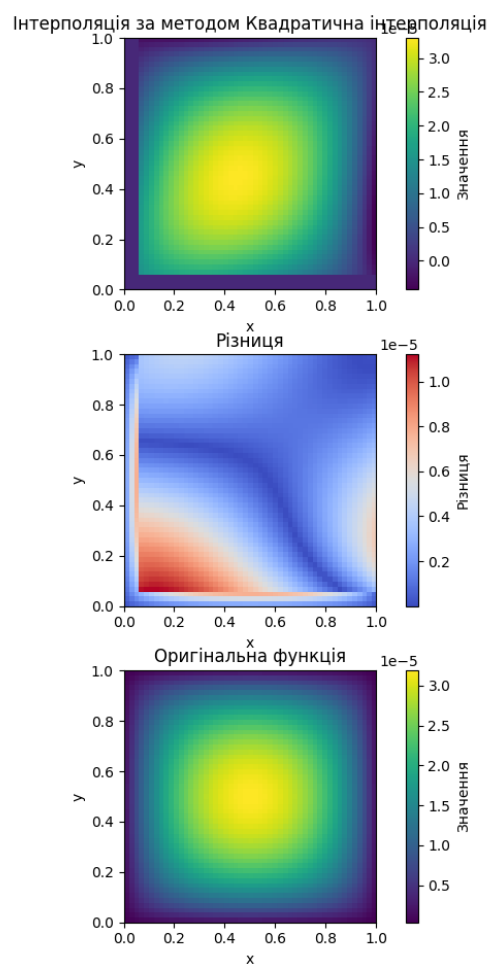 Інтерполяція за методом Квадратична інтерполяція
1.0
0.8
0.6
0.4
0.2
0.0
y
0.0 0.2 0.4 0.6 0.8 1.0
x
3.0
2.5
2.0
1.5
1.0
0.5
0.0
Значення
Різниця
1e−5
1.0
0.8
0.6
0.4
0.2
0.0
y
0.0 0.2 0.4 0.6 0.8 1.0
x
1.0
0.8
0.6
0.4
0.2
Різниця
Оригінальна функція
1e−5
1.0
0.8
0.6
0.4
0.2
0.0
y
0.0 0.2 0.4 0.6 0.8 1.0
x
3.0
2.5
2.0
1.5
1.0
0.5
Значення